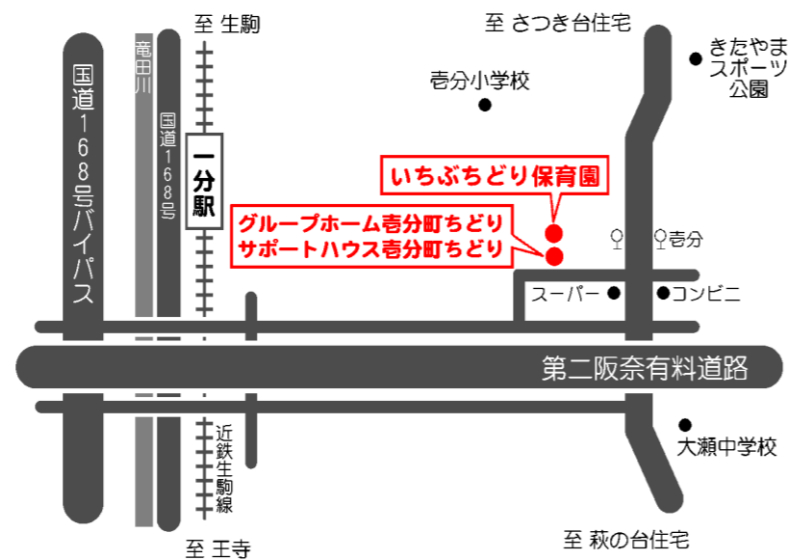 至 生駒
至 さつき台住宅
きたやま
スポーツ
公園
国道168号バイパス
竜田川
国道168号
壱分小学校
一分駅
いちぶちどり保育園
グループホーム壱分町ちどり
サポートハウス壱分町ちどり
壱分
スーパー
コンビニ
第二阪奈有料道路
近鉄生駒線
大瀬中学校
至 王寺
至 萩の台住宅